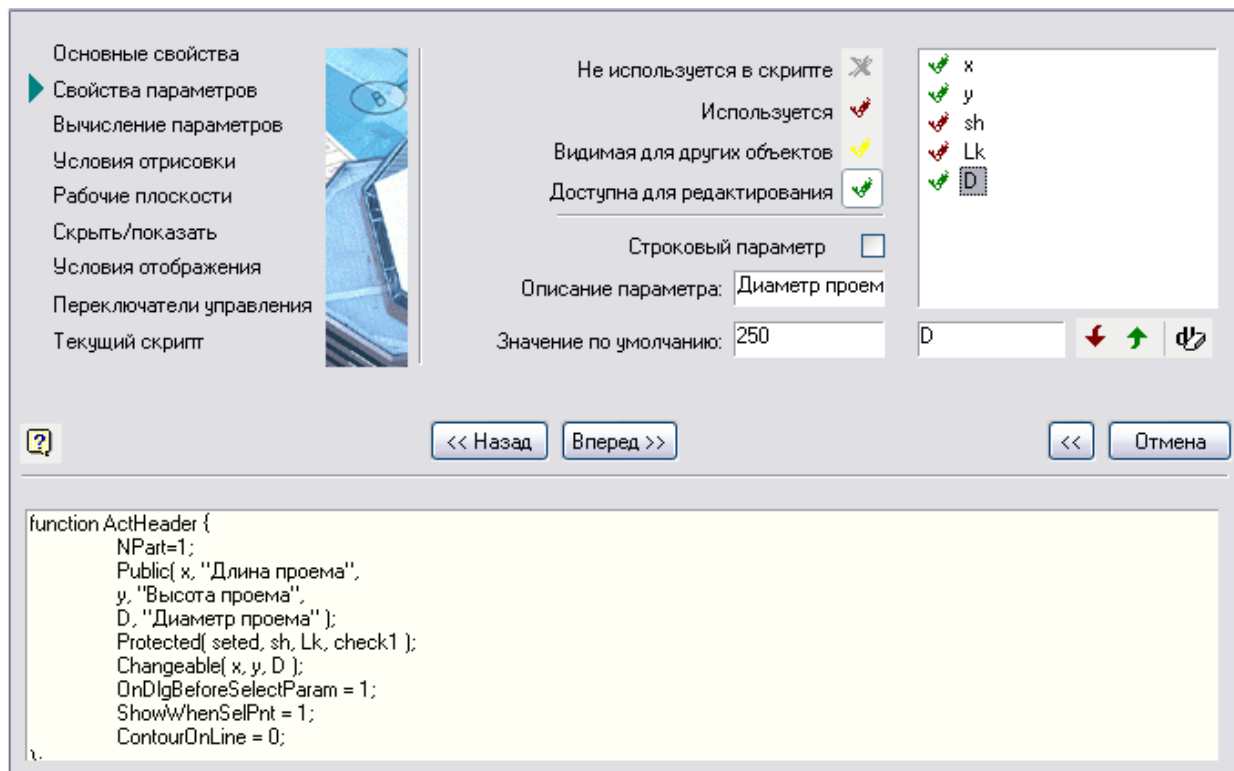 Основные свойства
Свойства параметров
Вычисление параметров
Условия отрисовки
Рабочие плоскости
Скрыть/показать
Условия отображения
Переключатели управления
Текущий скрипт
B
Не используется в скрипте
Используется
Видимая для других объектов
Доступна для редактирования
Строковый параметр
Описание параметра: Диаметр проем
Значение по умолчанию: 250
x
y
sh
Lk
D
D
<< Назад
Вперед >>
<<
Отмена
function ActHeader {
NPart=1;
Public( x, "Длина проема",
y, "Высота проема",
D, "Диаметр проема" );
Protected( seted, sh, Lk, check1 );
Changeable( x, y, D );
OnDlgBeforeSelectParam = 1;
ShowWhenSelPnt = 1;
ContourOnLine = 0;